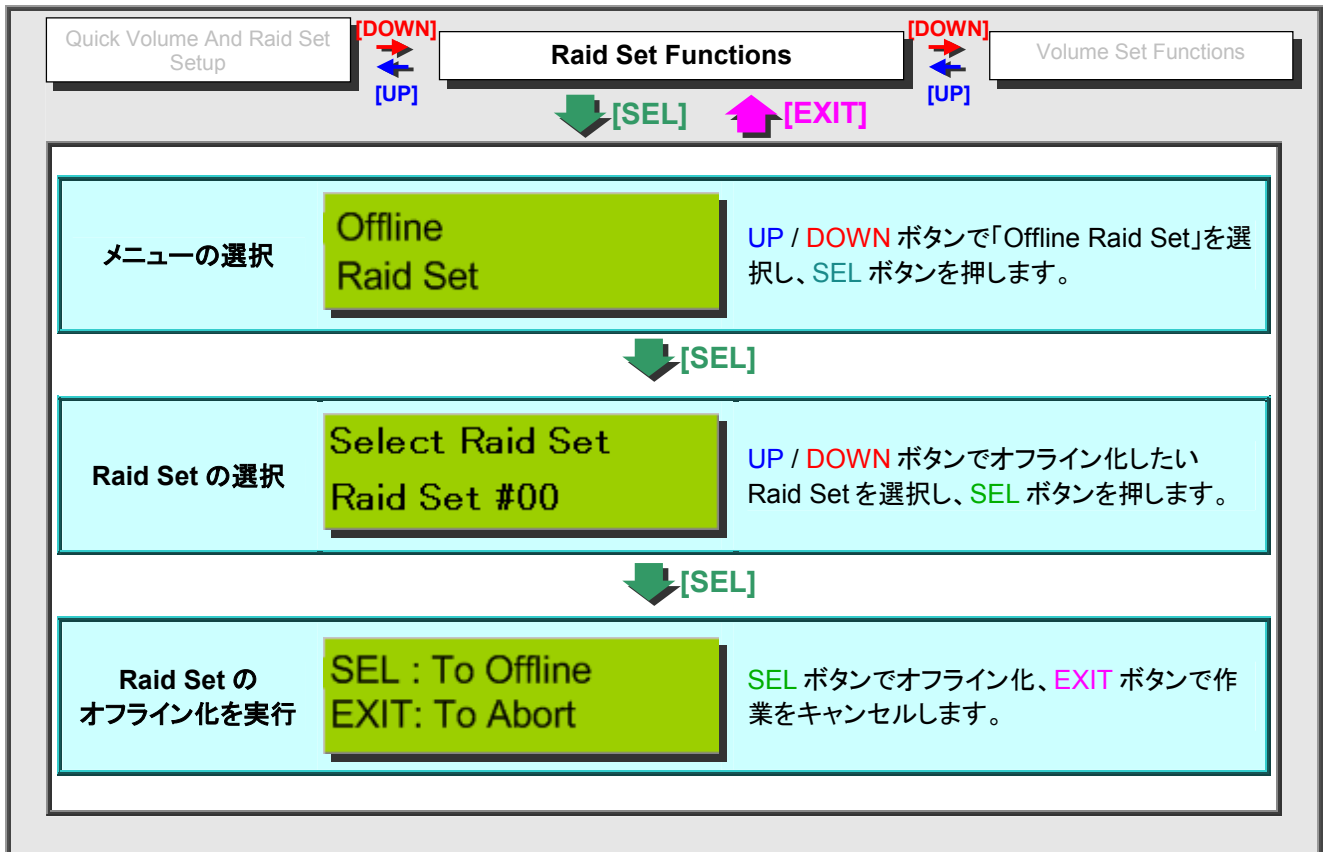 Quick Volume And Raid Set
Setup
[DOWN]
[UP]
Raid Set Functions
[DOWN]
[UP]
Volume Set Functions
[SEL]
[EXIT]
メニューの選択
Offline
Raid Set
UP / DOWN ボタンで「Offline Raid Set」を選
択し、SEL ボタンを押します。
[SEL]
Raid Set の選択
Select Raid Set
Raid Set #00
UP / DOWN ボタンでオフライン化したい
Raid Set を選択し、SEL ボタンを押します。
[SEL]
Raid Set の
オフライン化を実行
SEL : To Offline
EXIT: To Abort
SEL ボタンでオフライン化、EXIT ボタンで作
業をキャンセルします。